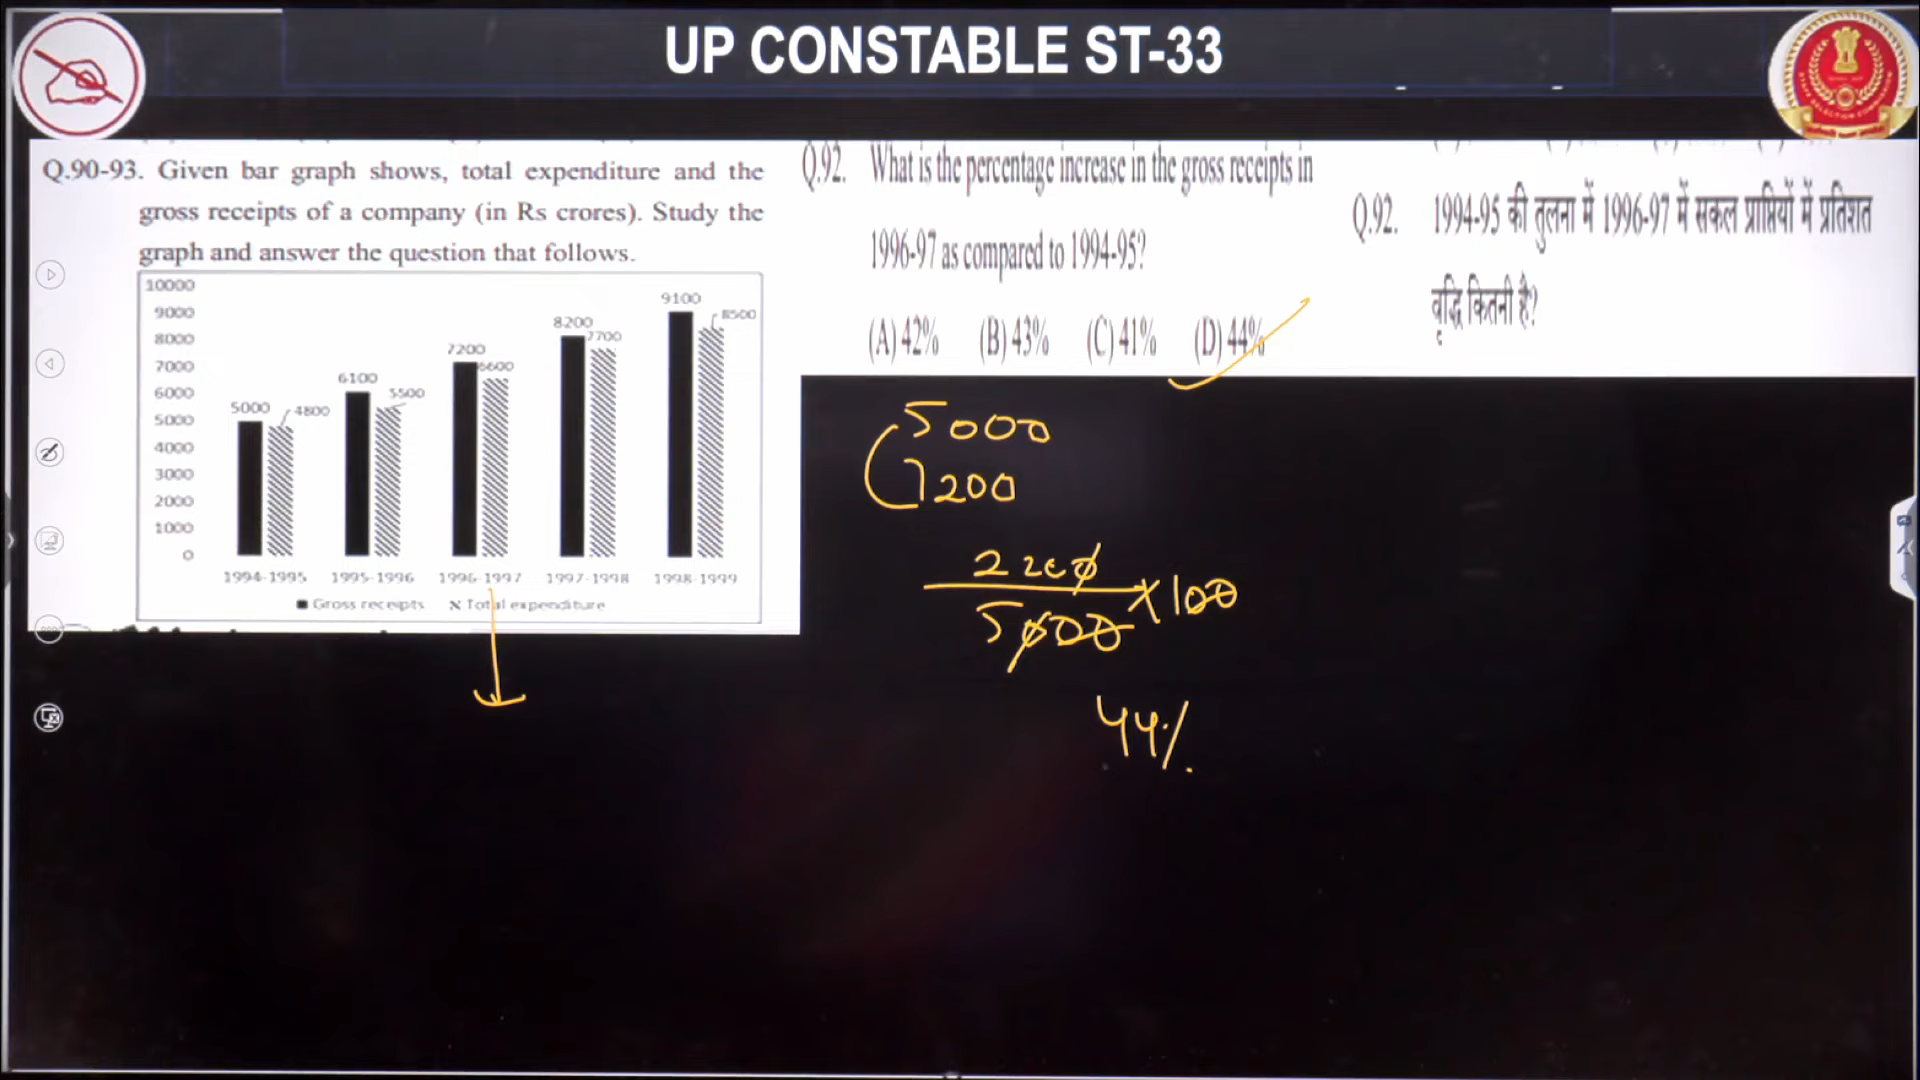 UP CONSTABLE ST-33
Q.90-93. Given bar graph shows, total expenditure and the
gross receipts of a company (in Rs crores). Study the
graph and answer the question that follows.
10000
9000
8000
7000
6000
5000
4000
3000
2000
1000
0
5000
4800
6100
5500
7200
6600
8200
7700
9100
8500
1994-1995 1995-1996 1996-1997 1997-1998 1998-1999
Gross receipts Total expenditure
Q.92. What is the percentage increase in the gross receipts in
1996-97 as compared to 1994-95?
(A) 42% (B) 43% (C) 41% (D) 44%
Q.92. 1994-95 की तुलना में 1996-97 में सकल प्राप्तियों में प्रतिशत
वृद्धि कितनी है?
5000
7200
2200
5000 × 100
44%